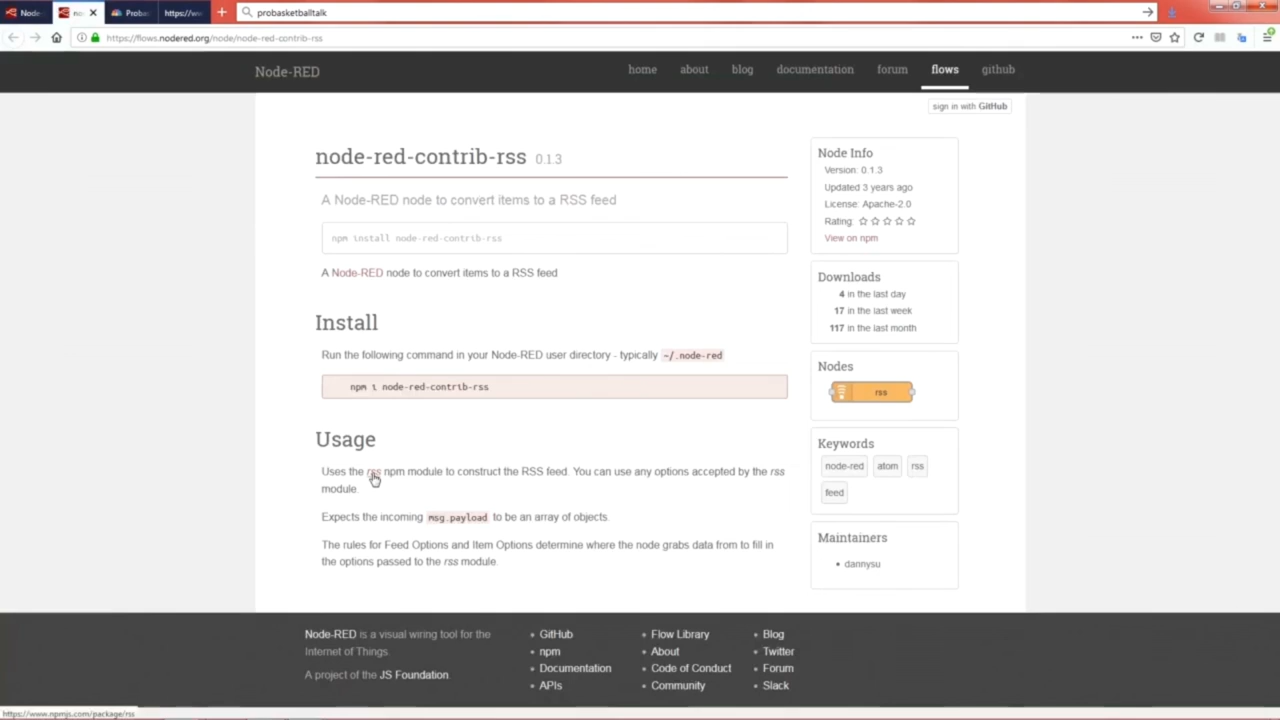 Node
no
Prob
https://ww
probasketballtalk
https://flows.nodered.org/node/node-red-contrib-rss
Node-RED
home about blog documentation forum flows github
sign in with GitHub
node-red-contrib-rss 0.1.3
A Node-RED node to convert items to a RSS feed
npm install node-red-contrib-rss
A Node-RED node to convert items to a RSS feed
Install
Run the following command in your Node-RED user directory - typically ~/.node-red
npm i node-red-contrib-rss
Usage
Uses the rss npm module to construct the RSS feed. You can use any options accepted by the rss
module.
Expects the incoming msg.payload to be an array of objects.
The rules for Feed Options and Item Options determine where the node grabs data from to fill in
the options passed to the rss module.
Node Info
Version: 0.1.3
Updated 3 years ago
License: Apache-2.0
Rating:
View on npm
Downloads
4 in the last day
17 in the last week
117 in the last month
Nodes
rss
Keywords
node-red atom rss
feed
Maintainers
dannysu
Node-RED is a visual wiring tool for the
Internet of Things.
A project of the JS Foundation.
GitHub
npm
Documentation
APIs
Flow Library
About
Code of Conduct
Community
Blog
Twitter
Forum
Slack
https://www.npmjs.com/package/rss